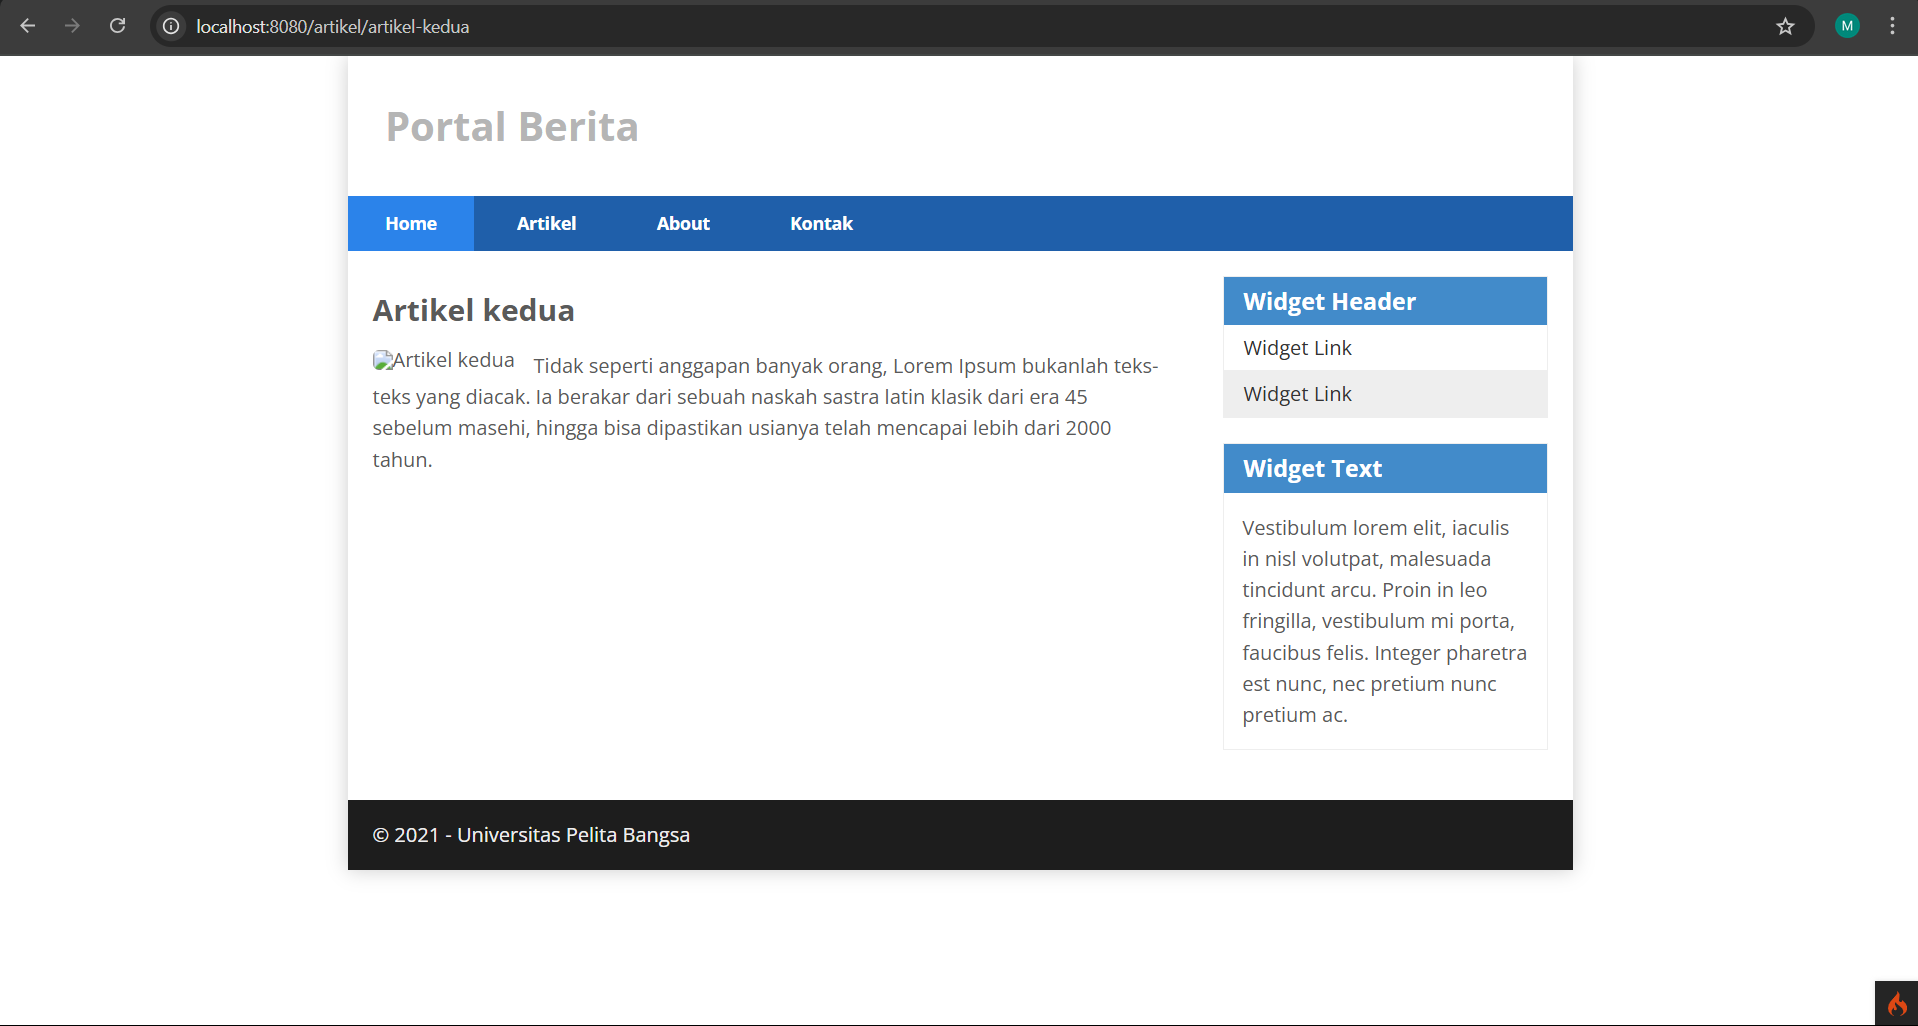 localhost:8080/artikel/artikel-kedua
M
Portal Berita
Home
Artikel
About
Kontak
Artikel kedua
Artikel kedua
Tidak seperti anggapan banyak orang, Lorem Ipsum bukanlah teks-
teks yang diacak. Ia berakar dari sebuah naskah sastra latin klasik dari era 45
sebelum masehi, hingga bisa dipastikan usianya telah mencapai lebih dari 2000
tahun.
Widget Header
Widget Link
Widget Link
Widget Text
Vestibulum lorem elit, iaculis
in nisl volutpat, malesuada
tincidunt arcu. Proin in leo
fringilla, vestibulum mi porta,
faucibus felis. Integer pharetra
est nunc, nec pretium nunc
pretium ac.
© 2021 - Universitas Pelita Bangsa